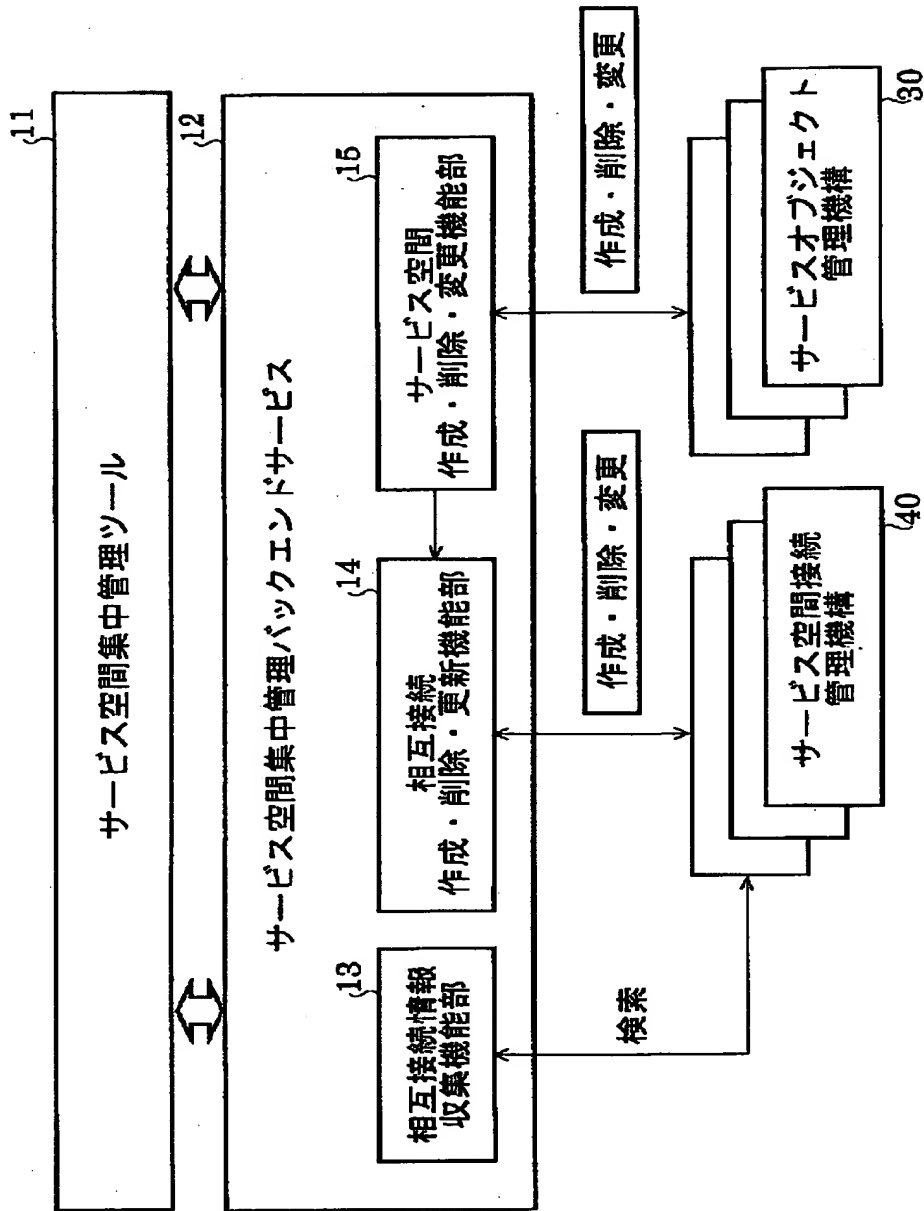 11
サービス空間集中管理ツール
12
サービス空間集中管理バックエンドサービス
13
相互接続情報
収集機能部
14
相互接続
作成・削除・更新機能部
15
サービス空間
作成・削除・変更機能部
検索
作成・削除・変更
作成・削除・変更
サービス空間接続
管理機構
40
サービスオブジェクト
管理機構
30